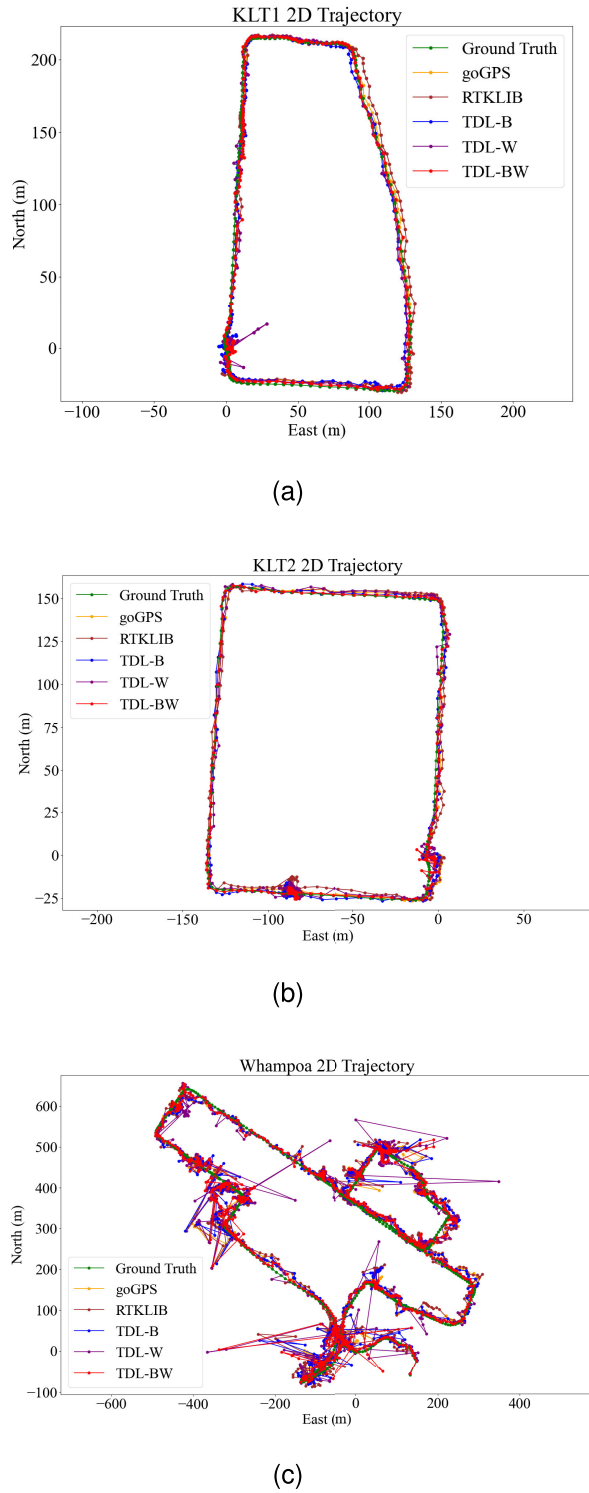 KLT1 2D Trajectory
200
150
100
50
0
North (m)
Ground Truth
goGPS
RTKLIB
TDL-B
TDL-W
TDL-BW
−100
−50
0
50
100
150
200
East (m)
(a)
KLT2 2D Trajectory
150
125
100
75
50
25
0
−25
North (m)
Ground Truth
goGPS
RTKLIB
TDL-B
TDL-W
TDL-BW
−200
−150
−100
−50
0
50
East (m)
(b)
Whampoa 2D Trajectory
600
500
400
300
200
100
0
−100
North (m)
Ground Truth
goGPS
RTKLIB
TDL-B
TDL-W
TDL-BW
−600
−400
−200
0
200
400
East (m)
(c)